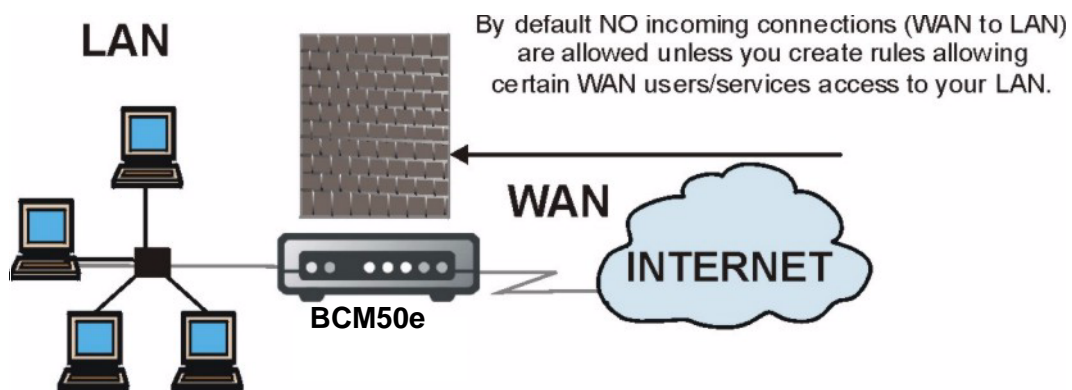 LAN
By default NO incoming connections (WAN to LAN)
are allowed unless you create rules allowing
certain WAN users/services access to your LAN.
WAN
INTERNET
BCM50e